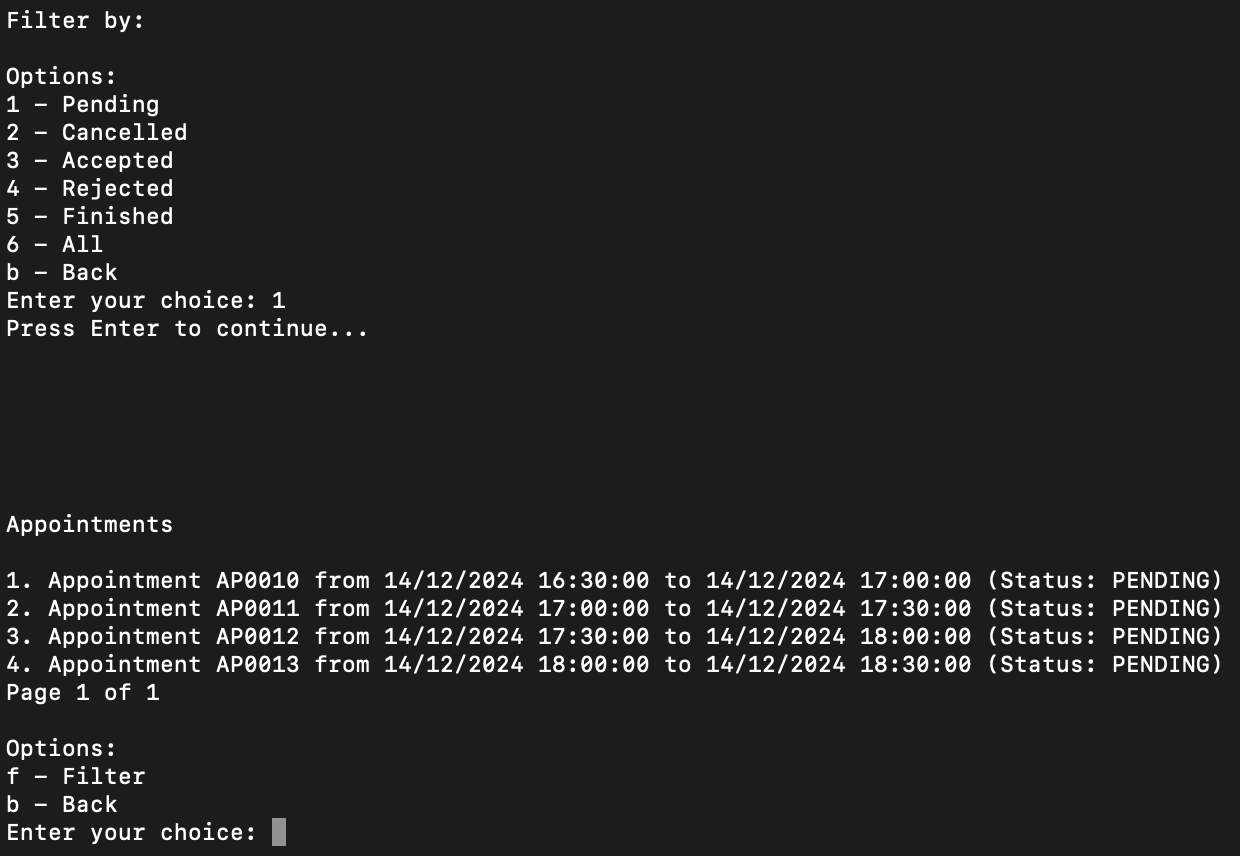 Filter by:
Options:
1 – Pending
2 – Cancelled
3 – Accepted
4 – Rejected
5 – Finished
6 – All
b – Back
Enter your choice: 1
Press Enter to continue...
Appointments
1. Appointment AP0010 from 14/12/2024 16:30:00 to 14/12/2024 17:00:00 (Status: PENDING)
2. Appointment AP0011 from 14/12/2024 17:00:00 to 14/12/2024 17:30:00 (Status: PENDING)
3. Appointment AP0012 from 14/12/2024 17:30:00 to 14/12/2024 18:00:00 (Status: PENDING)
4. Appointment AP0013 from 14/12/2024 18:00:00 to 14/12/2024 18:30:00 (Status: PENDING)
Page 1 of 1
Options:
f – Filter
b – Back
Enter your choice: